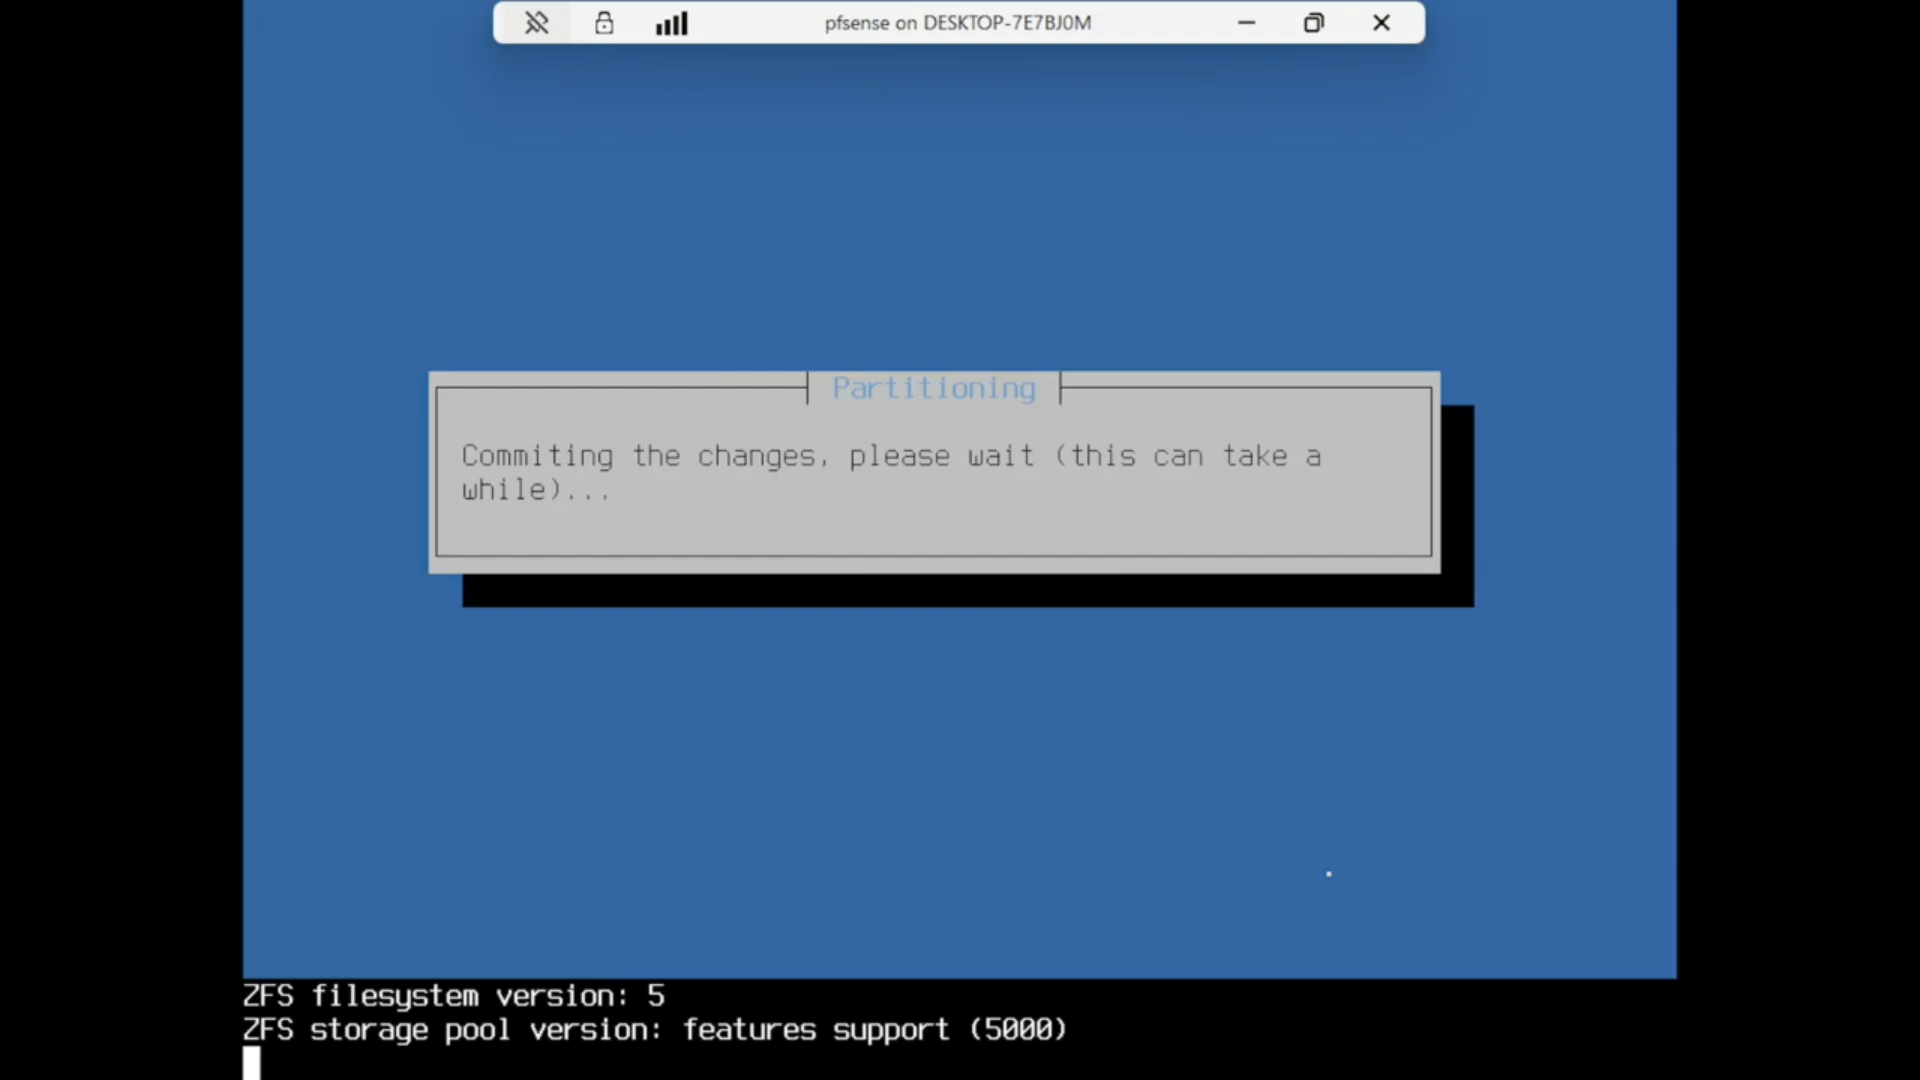 pfsense on DESKTOP-7E7BJ0M
Partitioning
Commiting the changes, please wait (this can take a
while)...
ZFS filesystem version: 5
ZFS storage pool version: features support (5000)